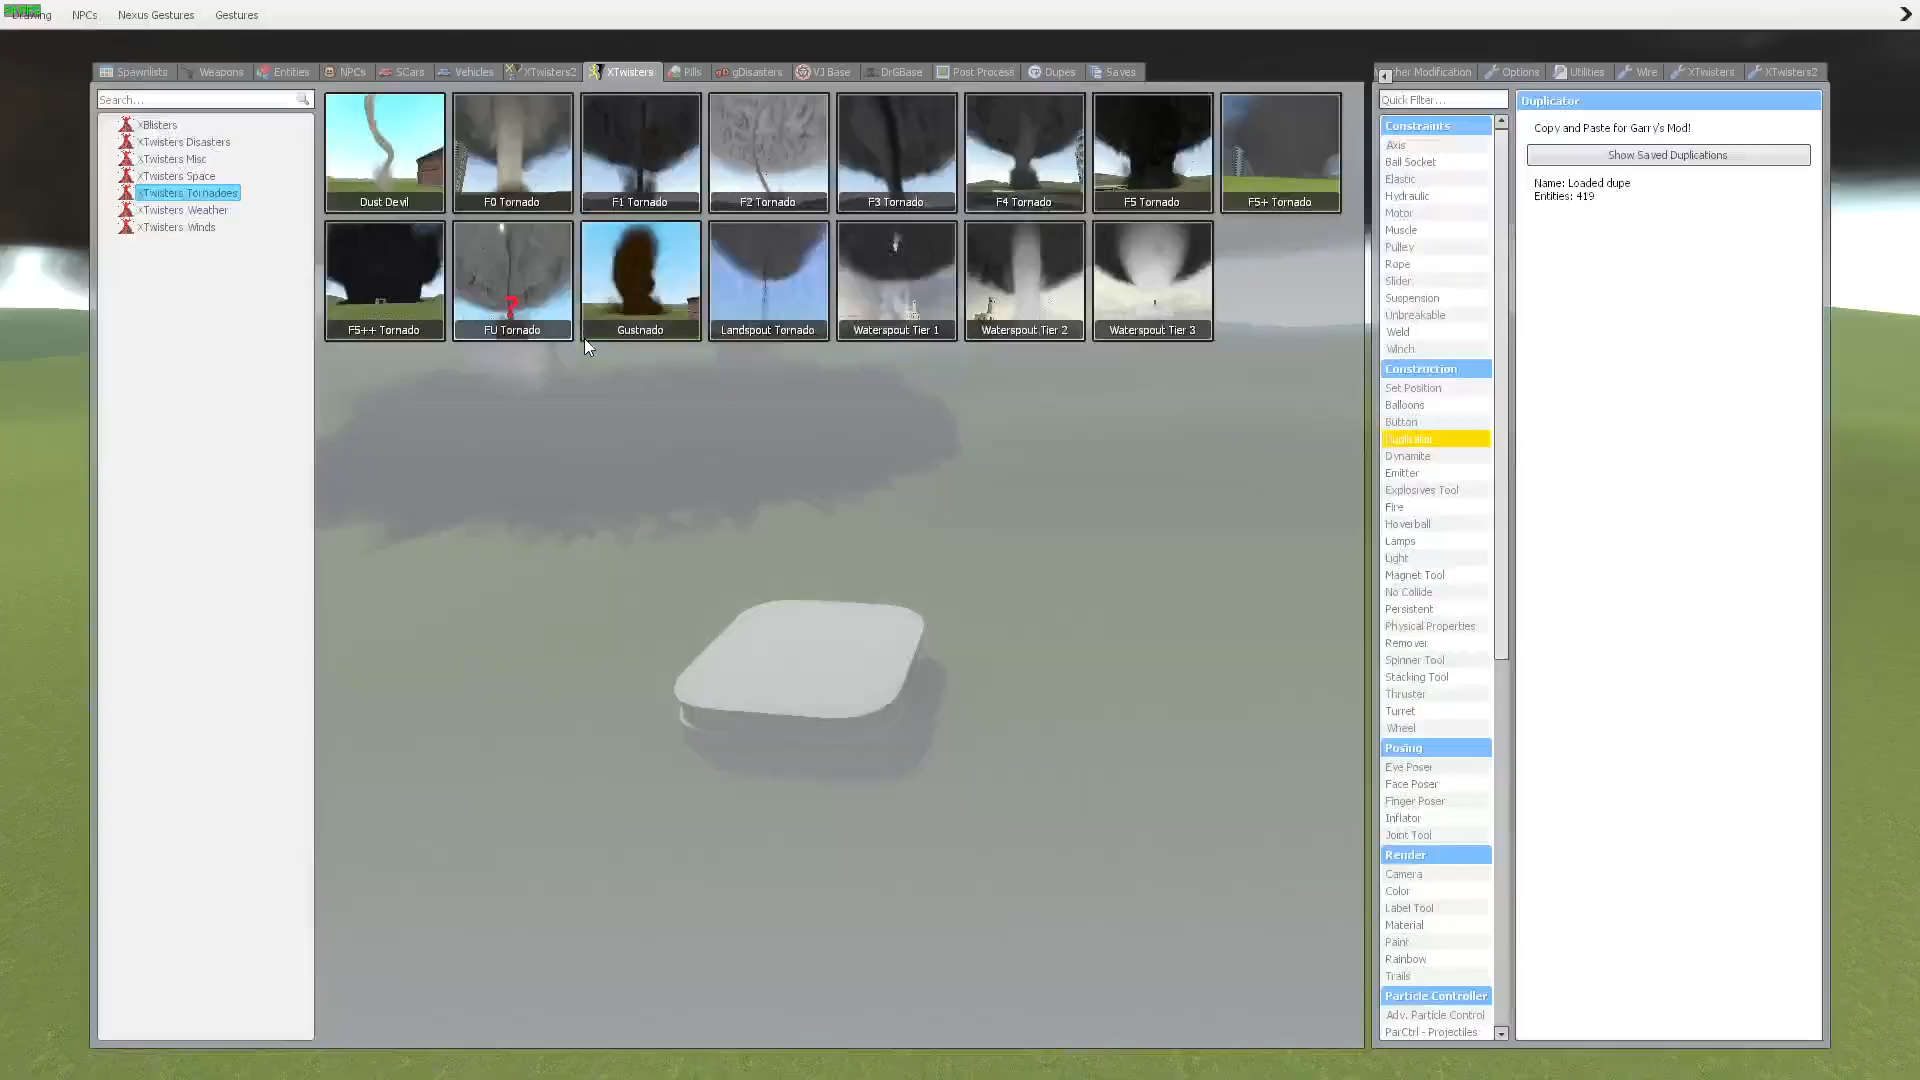 Drawing NPCs Nexus Gestures Gestures
Spawnlists Weapons Entities NPCs SCars Vehicles XTwisters2 XTwisters Pills gDisasters VJ Base DrGBase Post Process Dupes Saves
Search...
XBlisters
XTwisters Disasters
XTwisters Misc
XTwisters Space
XTwisters Tornadoes
XTwisters Weather
XTwisters Winds
Dust Devil F0 Tornado F1 Tornado F2 Tornado F3 Tornado F4 Tornado F5 Tornado F5+ Tornado
?
F5++ Tornado FU Tornado Gustnado Landspout Tornado Waterspout Tier 1 Waterspout Tier 2 Waterspout Tier 3
ther Modification Options Utilities Wire XTwisters XTwisters2
Quick Filter...
Constraints
Axis
Ball Socket
Elastic
Hydraulic
Motor
Muscle
Pulley
Rope
Slider
Suspension
Unbreakable
Weld
Winch
Construction
Set Position
Balloons
Button
Duplicator
Dynamite
Emitter
Explosives Tool
Fire
Hoverball
Lamps
Light
Magnet Tool
No Collide
Persistent
Physical Properties
Remover
Spinner Tool
Stacking Tool
Thruster
Turret
Wheel
Posing
Eye Poser
Face Poser
Finger Poser
Inflator
Joint Tool
Render
Camera
Color
Label Tool
Material
Paint
Rainbow
Trails
Particle Controller
Adv. Particle Control
ParCtrl - Projectiles
Duplicator
Copy and Paste for Garry's Mod!
Show Saved Duplications
Name: Loaded dupe
Entities: 419